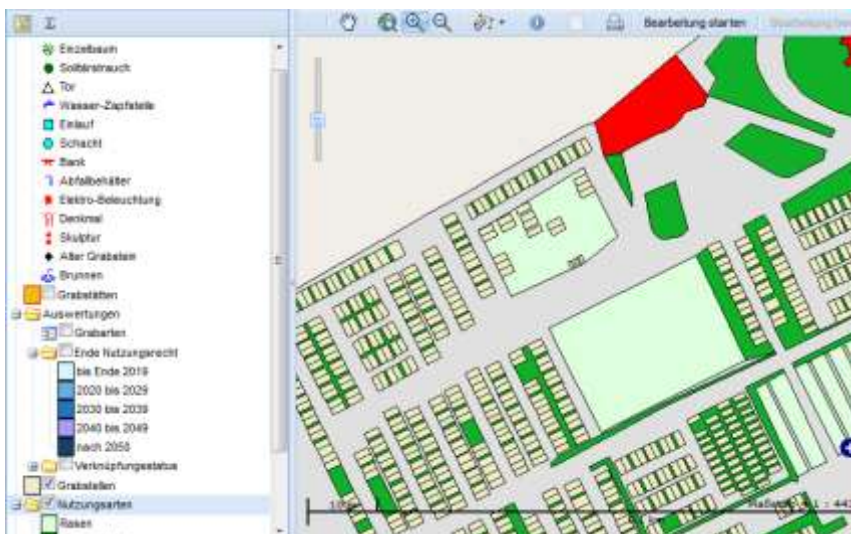 Bearbeitung starten
Einzelbaum
Solitärstrauch
Tor
Wasser-Zapfstelle
Einlauf
Schacht
Bank
Abfallbehälter
Elektro-Beleuchtung
Denkmal
Skulptur
Alter Grabstein
Brunnen
Grabstätten
Auswertungen
Grabarten
Ende Nutzungsrecht
bis Ende 2019
2020 bis 2029
2030 bis 2039
2040 bis 2049
nach 2050
Verknüpfungsstatus
Grabstellen
Nutzungsarten
Rasen